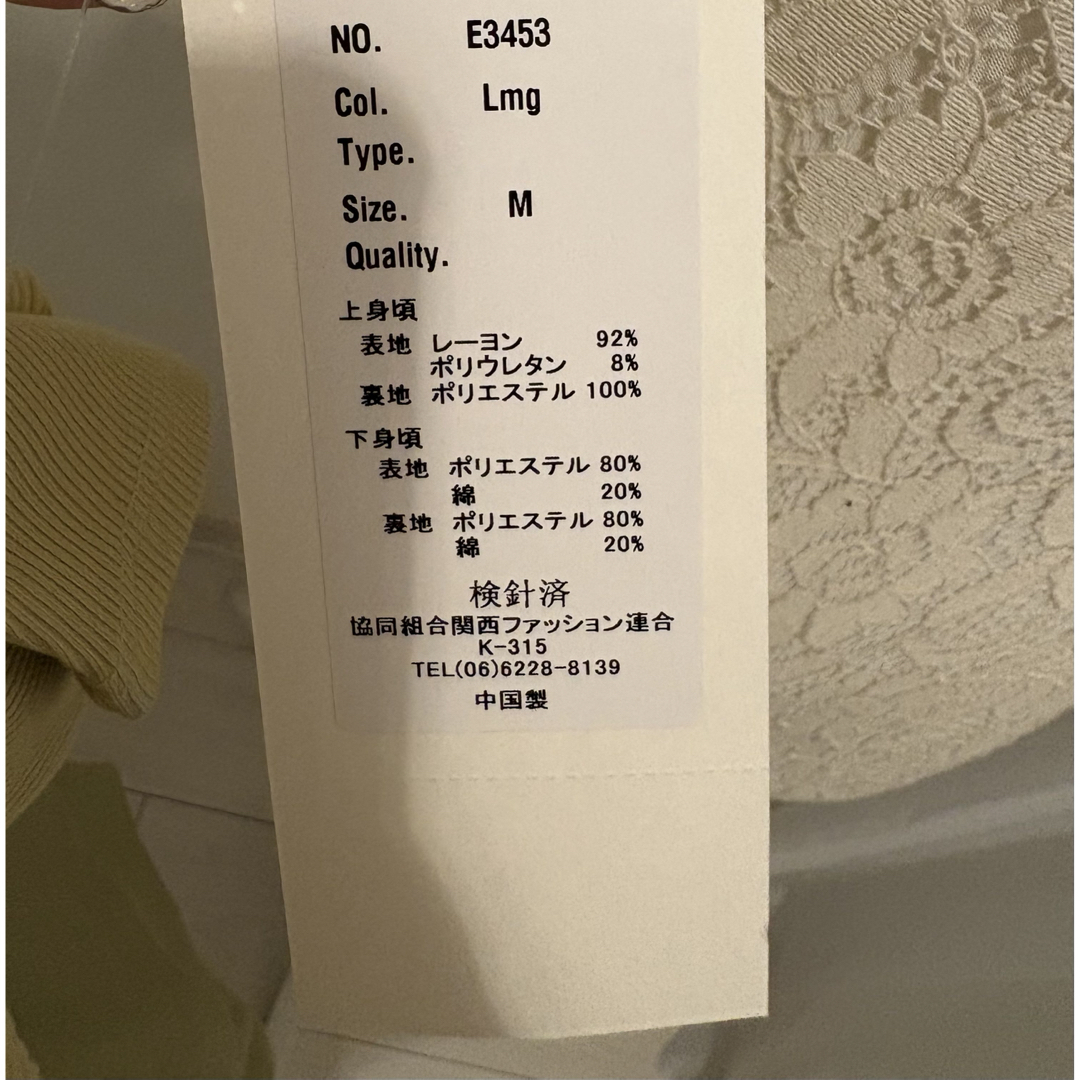 NO. E3453
Col. Lmg
Type.
Size. M
Quality.
上身頃
表地 レーヨン 92%
ポリウレタン 8%
裏地 ポリエステル 100%
下身頃
表地 ポリエステル 80%
綿 20%
裏地 ポリエステル 80%
綿 20%
検針済
協同組合関西ファッション連合
K-315
TEL(06)6228-8139
中国製